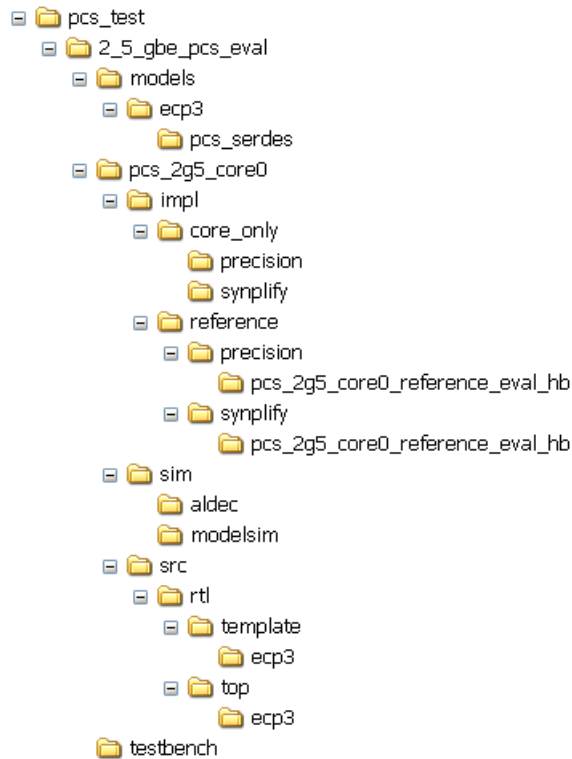 pcs_test
2_5_gbe_pcs_eval
models
ecp3
pcs_serdes
pcs_2g5_core0
impl
core_only
precision
synplify
reference
precision
pcs_2g5_core0_reference_eval_hb
synplify
pcs_2g5_core0_reference_eval_hb
sim
aldec
modelsim
src
rtl
template
ecp3
top
ecp3
testbench